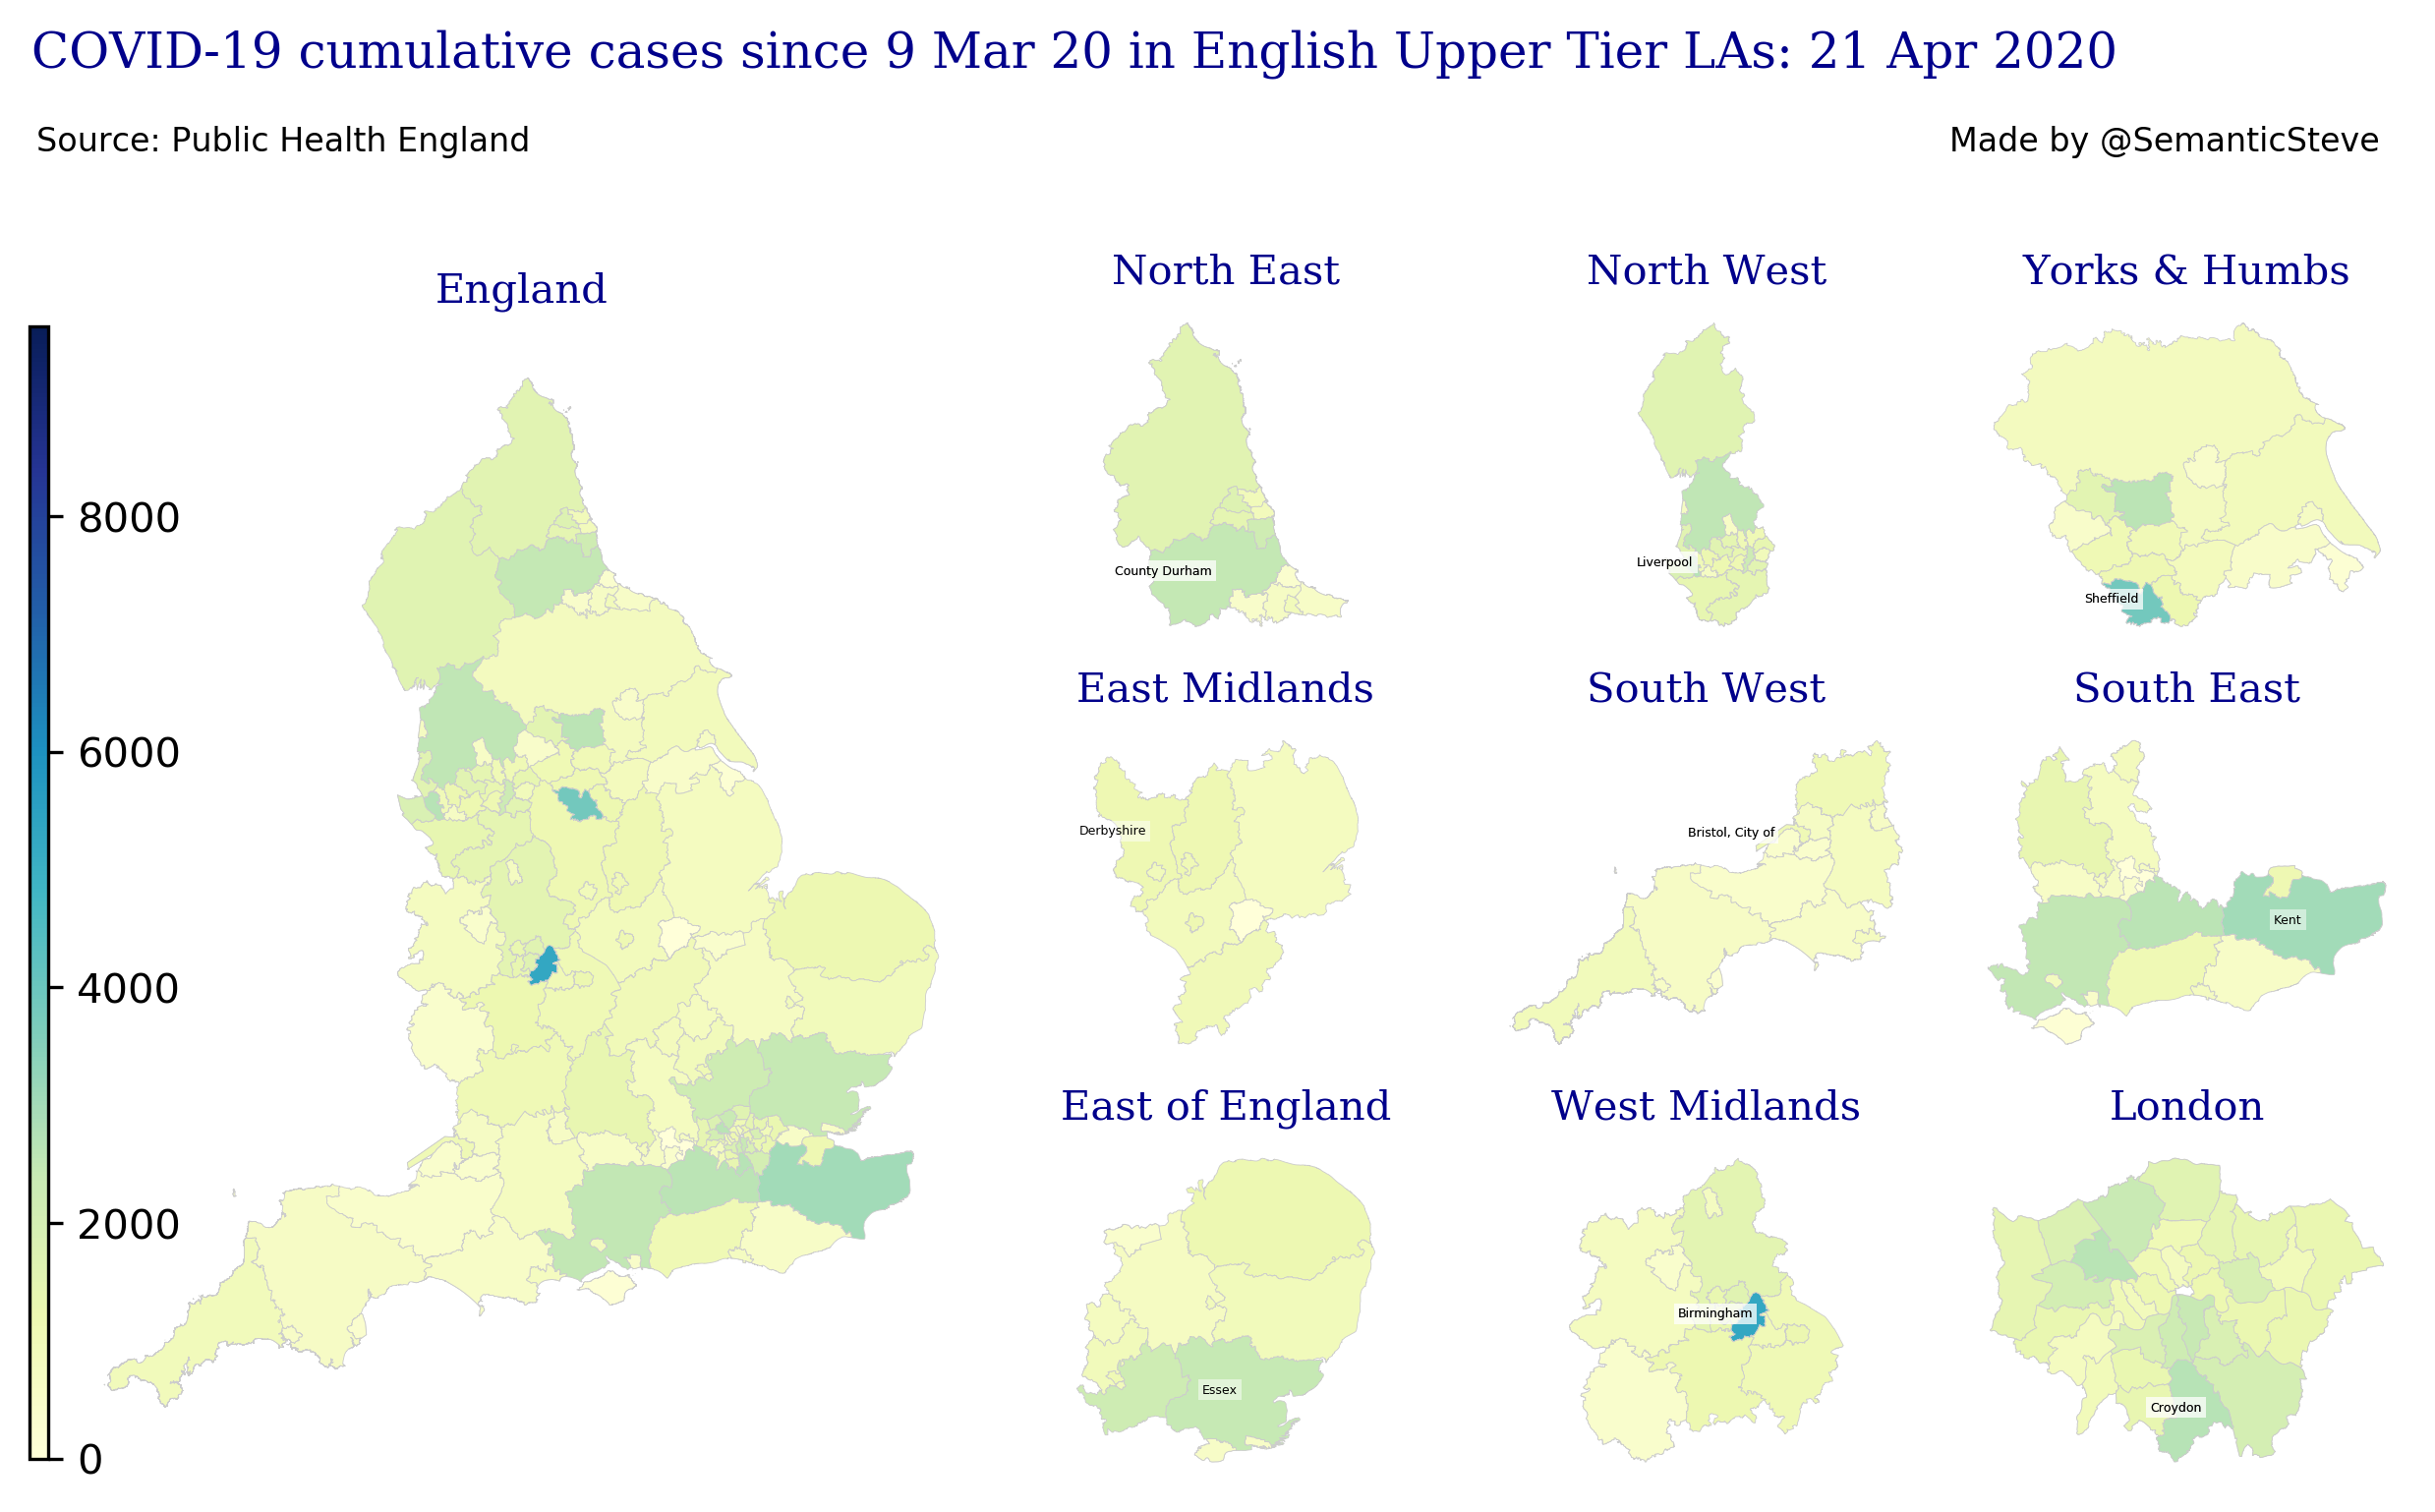 COVID-19 cumulative cases since 9 Mar 20 in English Upper Tier LAs: 21 Apr 2020
Source: Public Health England
Made by @SemanticSteve
England
8000
6000
4000
2000
0
North East
County Durham
North West
Liverpool
Yorks & Humbs
Sheffield
East Midlands
Derbyshire
South West
Bristol, City of
South East
Kent
East of England
Essex
West Midlands
Birmingham
London
Croydon